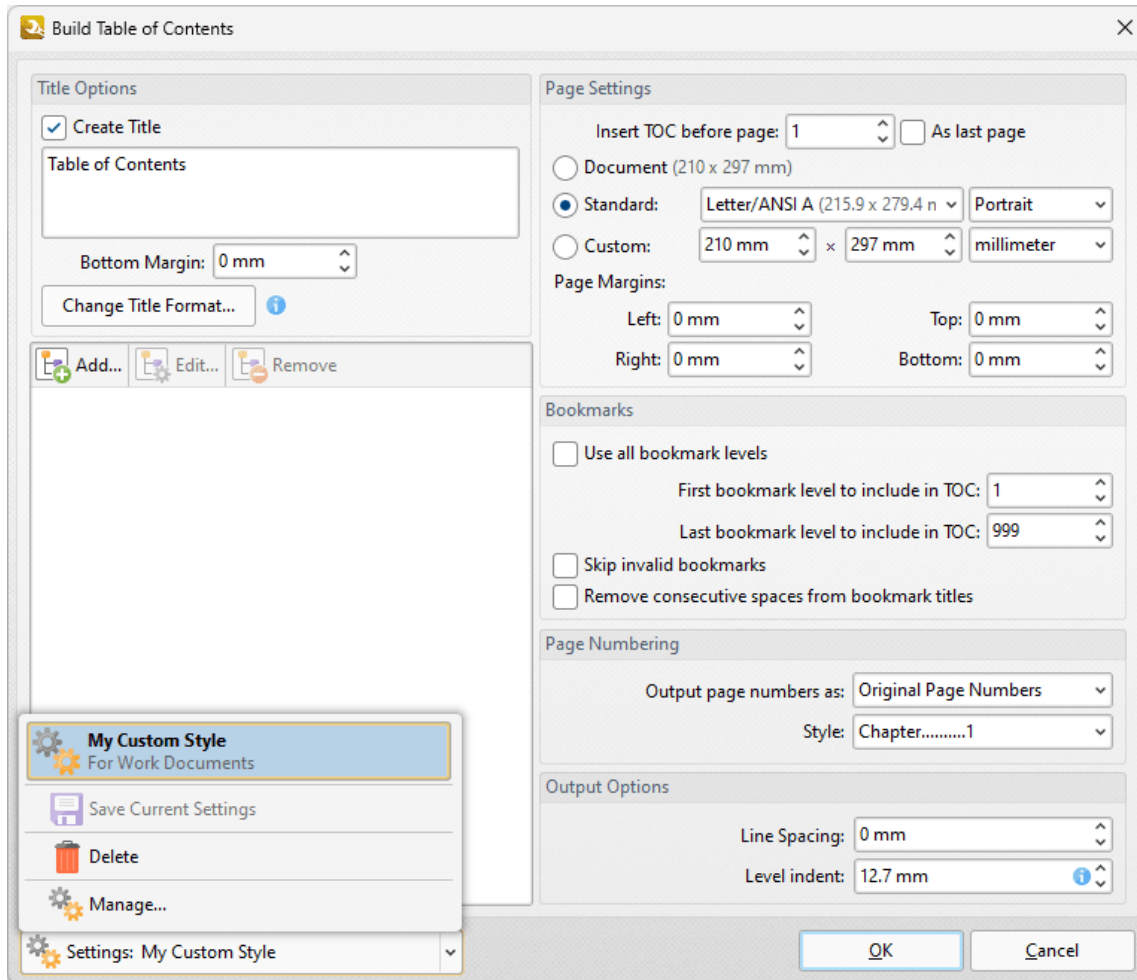 Build Table of Contents
Title Options
Create Title
Table of Contents
Bottom Margin: 0 mm
Change Title Format...
Add... Edit... Remove
My Custom Style
For Work Documents
Save Current Settings
Delete
Manage...
Settings: My Custom Style
Page Settings
Insert TOC before page: 1 As last page
Document (210 x 297 mm)
Standard: Letter/ANSI A (215.9 x 279.4 Portrait
Custom: 210 mm × 297 mm millimeter
Page Margins:
Left: 0 mm Top: 0 mm
Right: 0 mm Bottom: 0 mm
Bookmarks
Use all bookmark levels
First bookmark level to include in TOC: 1
Last bookmark level to include in TOC: 999
Skip invalid bookmarks
Remove consecutive spaces from bookmark titles
Page Numbering
Output page numbers as: Original Page Numbers
Style: Chapter..........1
Output Options
Line Spacing: 0 mm
Level indent: 12.7 mm
OK Cancel